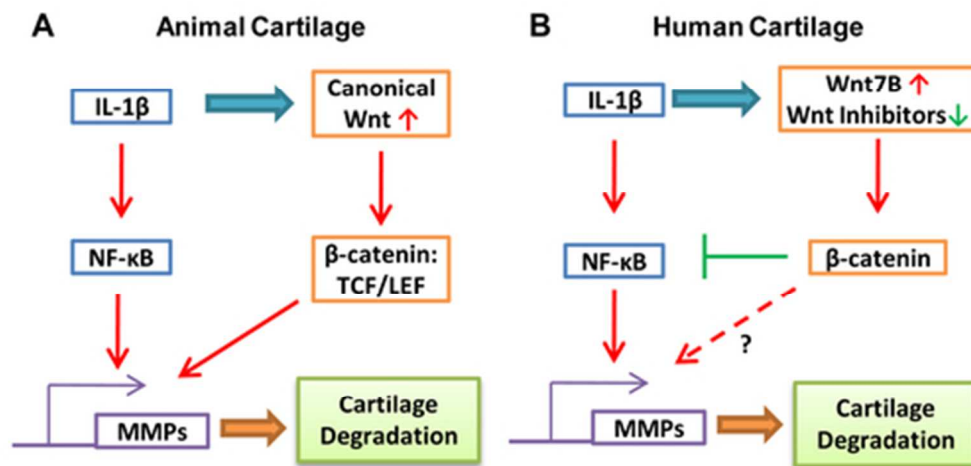 A
Animal Cartilage
IL-1β
Canonical
Wnt ↑
NF-κB
β-catenin:
TCF/LEF
MMPs
Cartilage
Degradation
B
Human Cartilage
IL-1β
Wnt7B ↑
Wnt Inhibitors↓
NF-κB
β-catenin
?
MMPs
Cartilage
Degradation